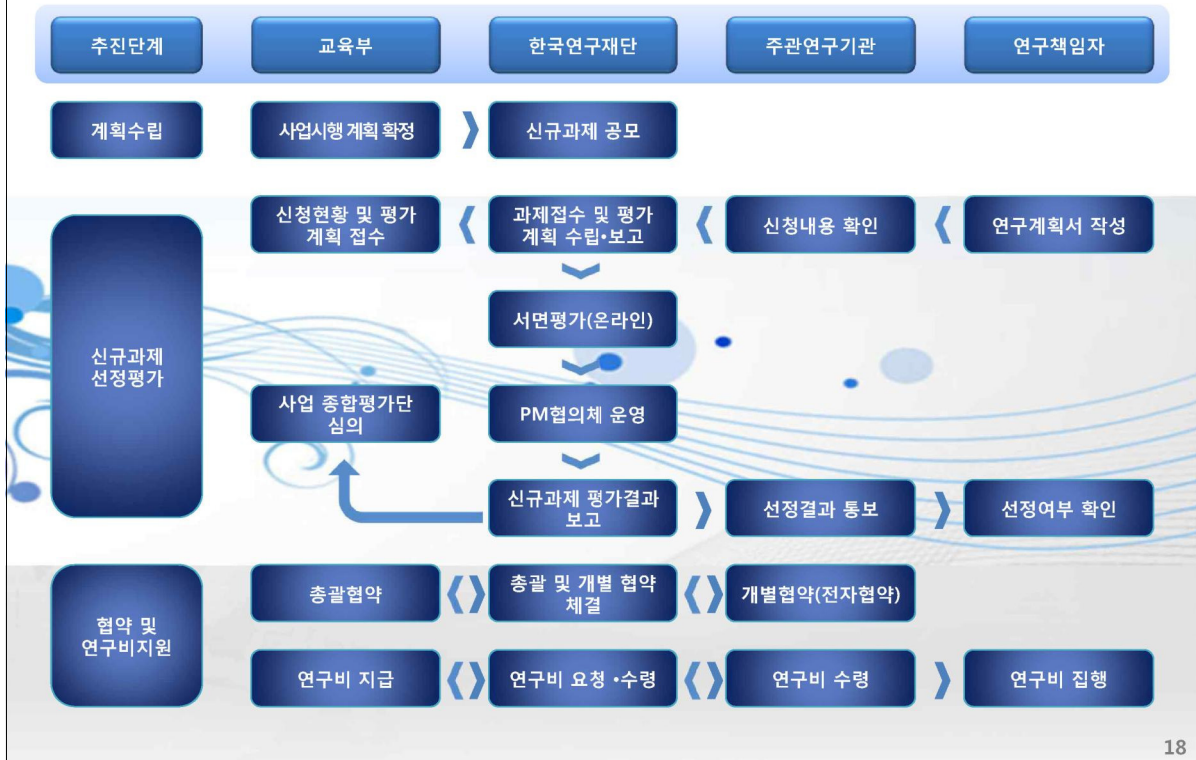 추진단계
교육부
한국연구재단
주관연구기관
연구책임자
계획수립
사업시행 계획 확정
신규과제 공모
신규과제
선정평가
신청현황 및 평가
계획 접수
과제접수 및 평가
계획 수립•보고
신청내용 확인
연구계획서 작성
서면평가(온라인)
사업 종합평가단
심의
PM협의체 운영
신규과제 평가결과
보고
선정결과 통보
선정여부 확인
협약 및
연구비지원
총괄협약
총괄 및 개별 협약
체결
개별협약(전자협약)
연구비 지급
연구비 요청 •수령
연구비 수령
연구비 집행
18